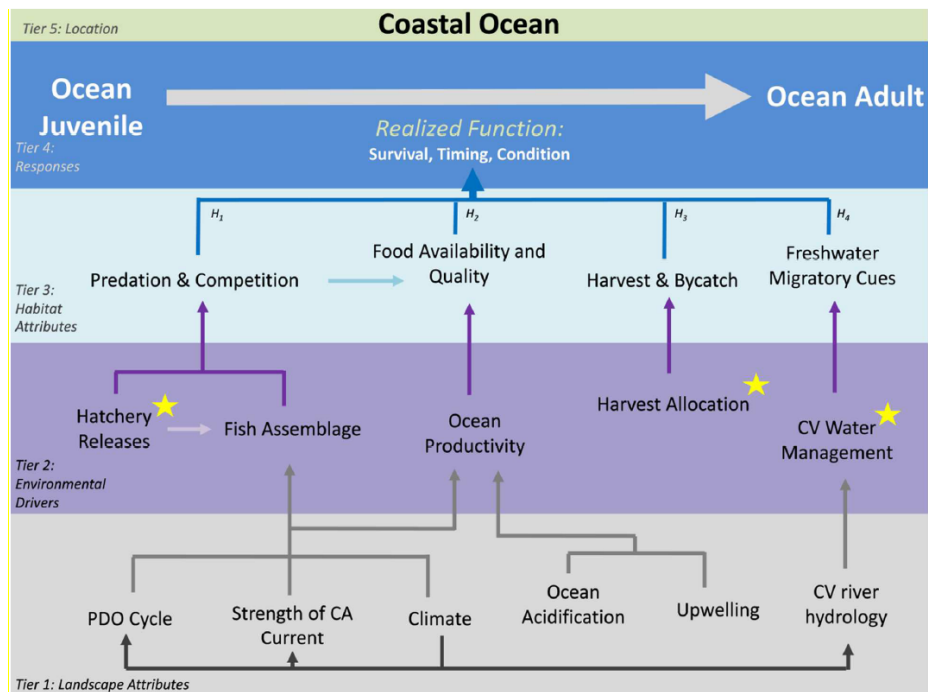 Tier 5: Location
Coastal Ocean
Ocean
Juvenile
Ocean Adult
Realized Function:
Survival, Timing, Condition
Tier 4:
Responses
H1
H2
H3
H4
Predation & Competition
Food Availability and
Quality
Harvest & Bycatch
Freshwater
Migratory Cues
Tier 3:
Habitat
Attributes
Hatchery
Releases
Fish Assemblage
Ocean
Productivity
Harvest Allocation
CV Water
Management
Tier 2:
Environmental
Drivers
PDO Cycle
Strength of CA
Current
Climate
Ocean
Acidification
Upwelling
CV river
hydrology
Tier 1: Landscape Attributes